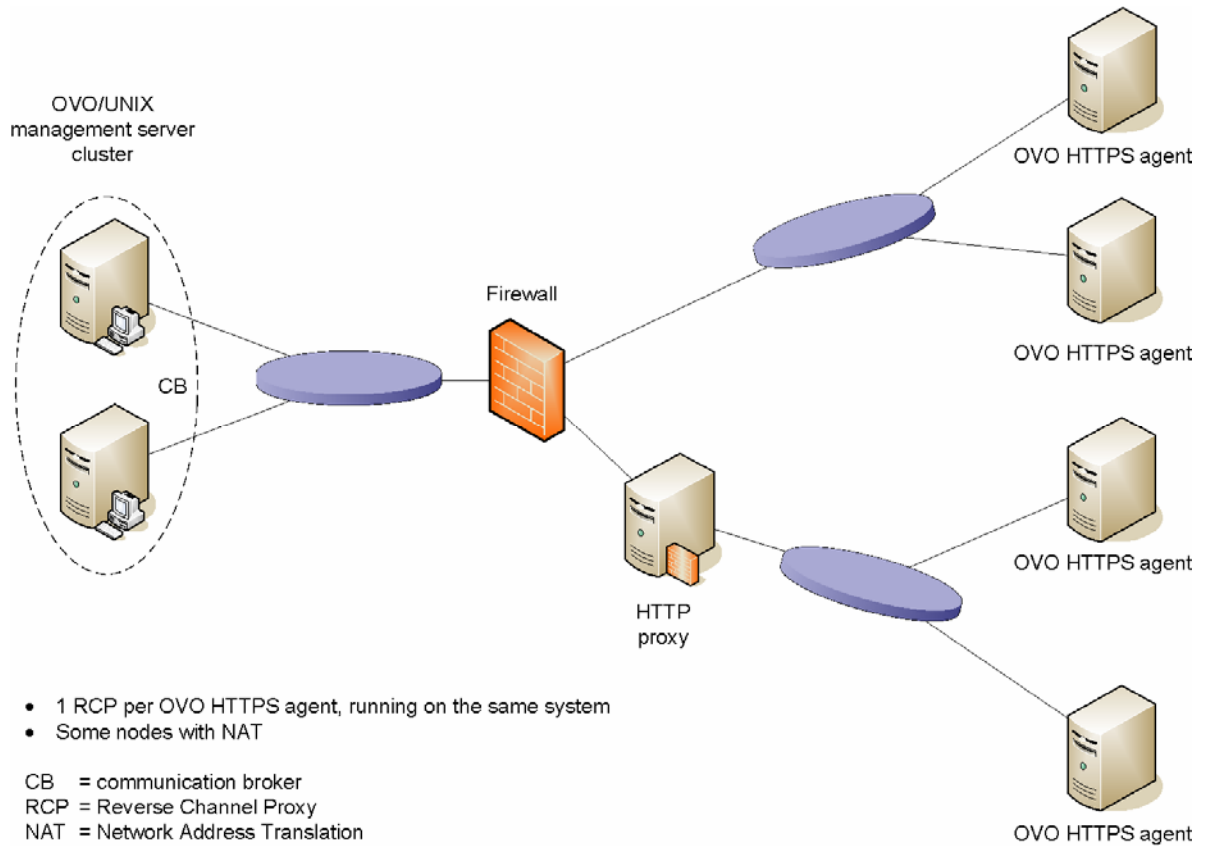 OVO/UNIX
management server
cluster
CB
Firewall
HTTP
proxy
OVO HTTPS agent
OVO HTTPS agent
OVO HTTPS agent
OVO HTTPS agent
• 1 RCP per OVO HTTPS agent, running on the same system
• Some nodes with NAT
CB = communication broker
RCP = Reverse Channel Proxy
NAT = Network Address Translation